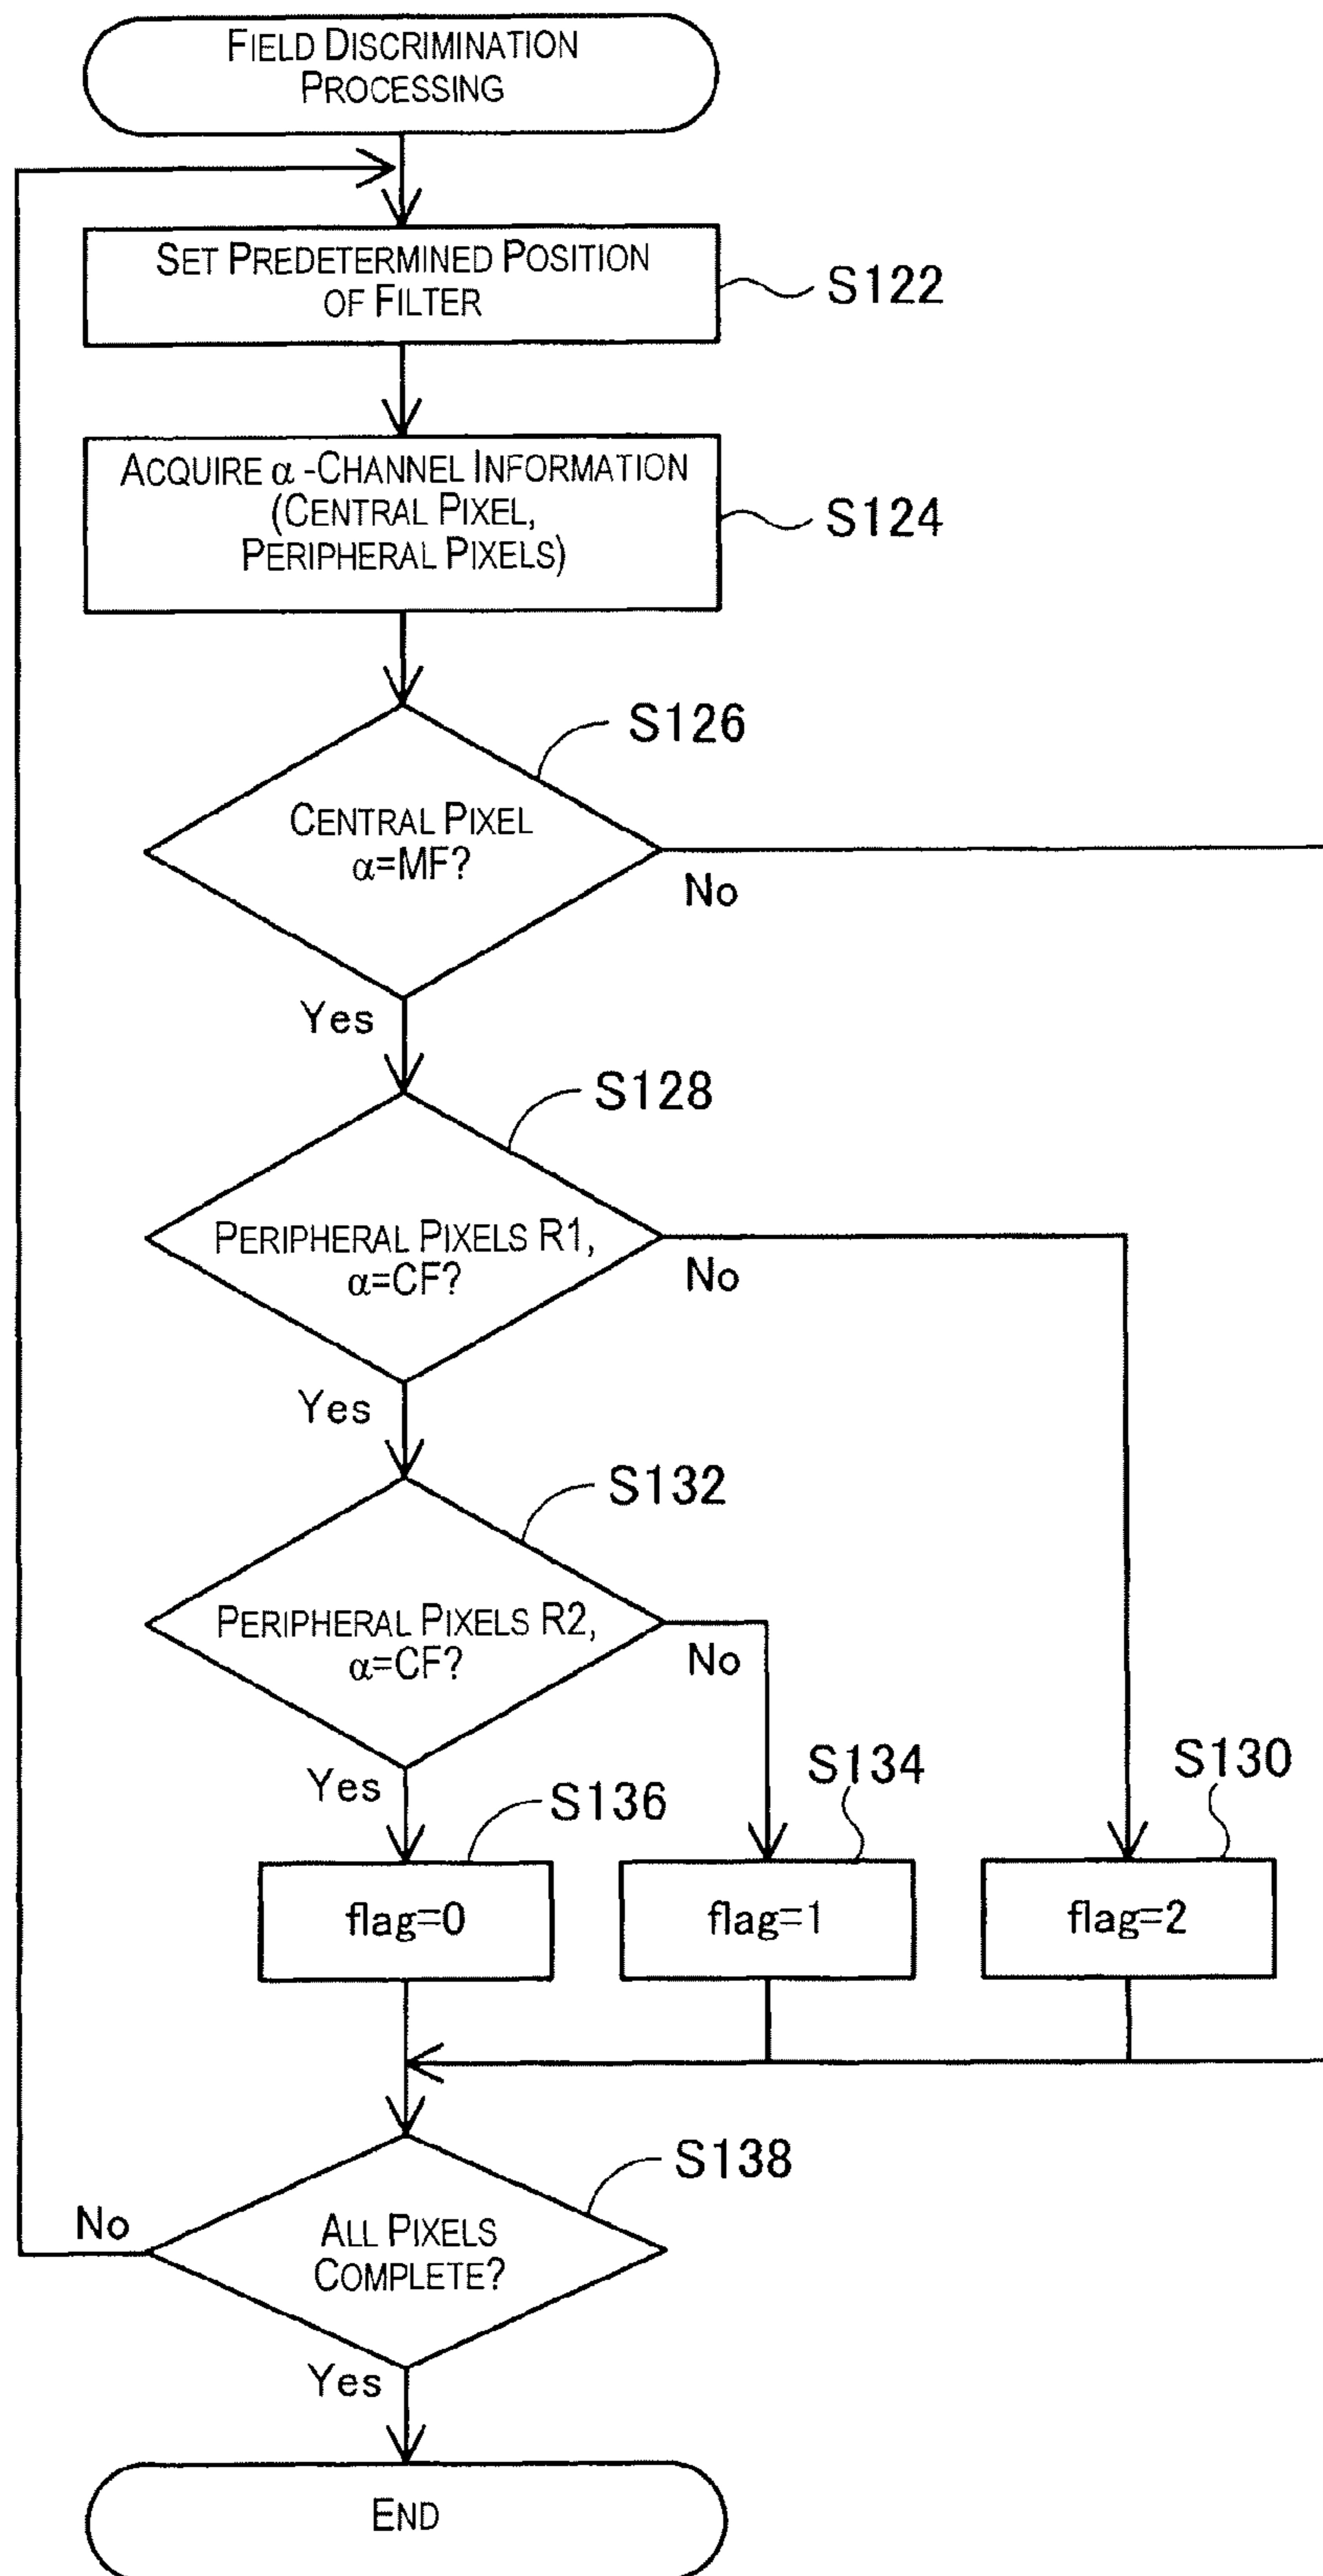 FIELD DISCRIMINATION
PROCESSING
SET PREDETERMINED POSITION
OF FILTER
S122
ACQUIRE α-CHANNEL INFORMATION
(CENTRAL PIXEL,
PERIPHERAL PIXELS)
S124
S126
CENTRAL PIXEL
α=MF?
No
Yes
S128
PERIPHERAL PIXELS R1,
α=CF?
No
Yes
S132
PERIPHERAL PIXELS R2,
α=CF?
No
Yes
S136
S134
S130
flag=0
flag=1
flag=2
S138
No
ALL PIXELS
COMPLETE?
Yes
END